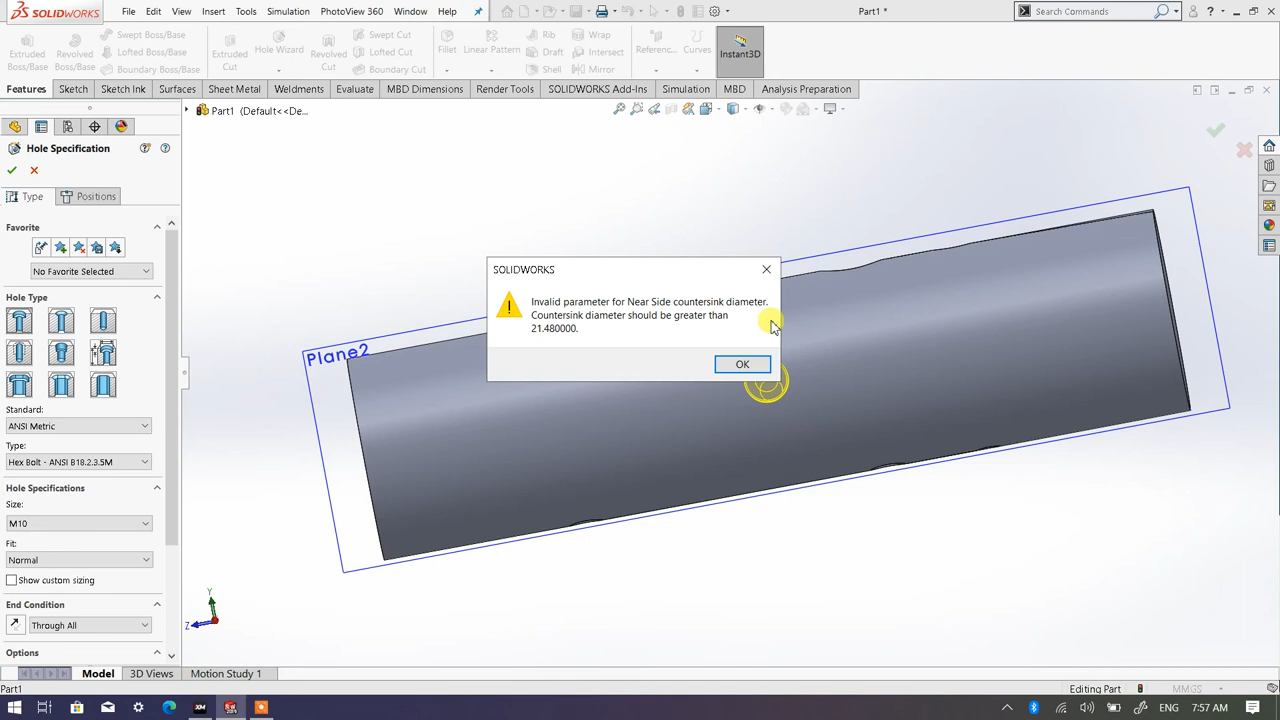 SOLIDWORKS File Edit View Insert Tools Simulation PhotoView 360 Window Help Part1 * Search Commands
Extruded Boss/Base Revolved Boss/Base Swept Boss/Base Lofted Boss/Base Boundary Boss/Base Extruded Cut Hole Wizard Revolved Cut Swept Cut Lofted Cut Boundary Cut Fillet Linear Pattern Rib Draft Shell Wrap Intersect Mirror Referenc... Curves Instant3D
Features Sketch Sketch Ink Surfaces Sheet Metal Weldments Evaluate MBD Dimensions Render Tools SOLIDWORKS Add-Ins Simulation MBD Analysis Preparation
Part1 (Default<<De...
Hole Specification
Type Positions
Favorite
No Favorite Selected
Hole Type
Standard:
ANSI Metric
Type:
Hex Bolt - ANSI B18.2.3.5M
Hole Specifications
Size:
M10
Fit:
Normal
Show custom sizing
End Condition
Through All
Options
Plane2
SOLIDWORKS
Invalid parameter for Near Side countersink diameter.
Countersink diameter should be greater than
21.480000.
OK
Y
Z
Model 3D Views Motion Study 1
Part1 Editing Part MMGS
XM 7:57 AM